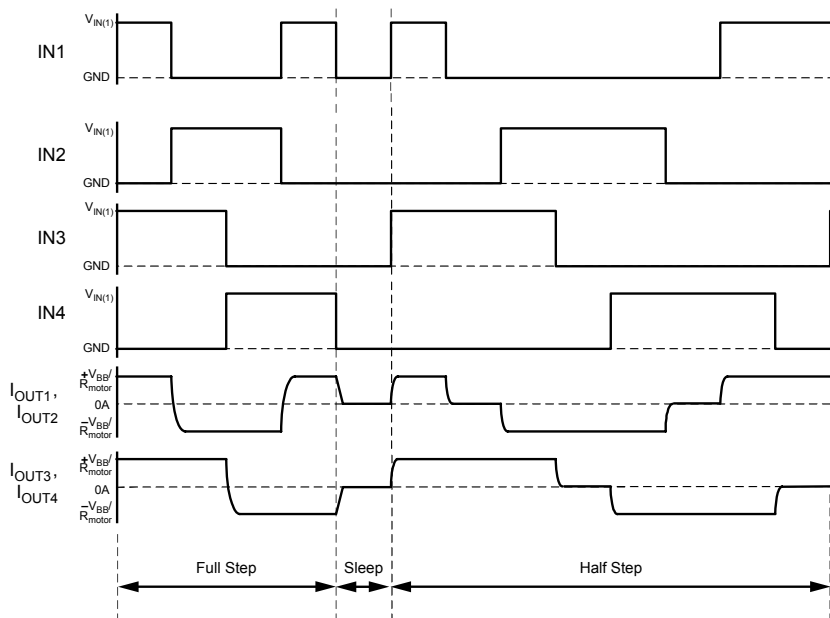 V_IN(1)
IN1
GND
V_IN(1)
IN2
GND
V_IN(1)
IN3
GND
V_IN(1)
IN4
GND
+V_BB/
R_motor
I_OUT1,
0A
I_OUT2
−V_BB/
R_motor
+V_BB/
R_motor
I_OUT3,
0A
I_OUT4
−V_BB/
R_motor
Full Step
Sleep
Half Step